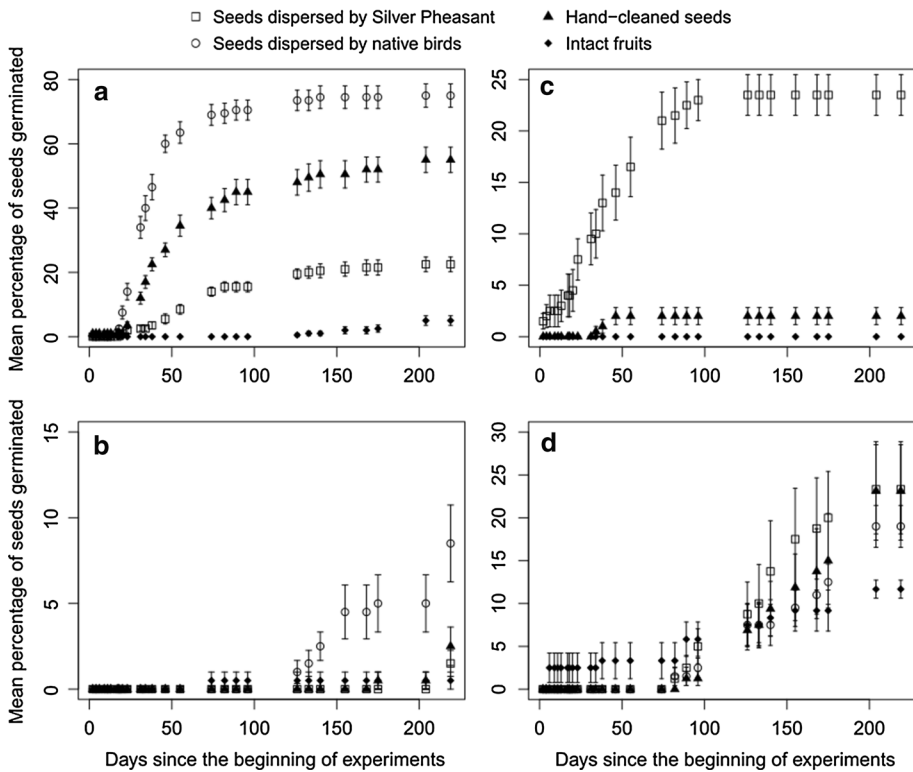 Seeds dispersed by Silver Pheasant
Hand-cleaned seeds
Seeds dispersed by native birds
Intact fruits
Mean percentage of seeds germinated
a
80
60
40
20
0
0 50 100 150 200
c
25
20
15
10
5
0
0 50 100 150 200
Mean percentage of seeds germinated
b
15
10
5
0
0 50 100 150 200
Days since the beginning of experiments
d
30
25
20
15
10
5
0
0 50 100 150 200
Days since the beginning of experiments